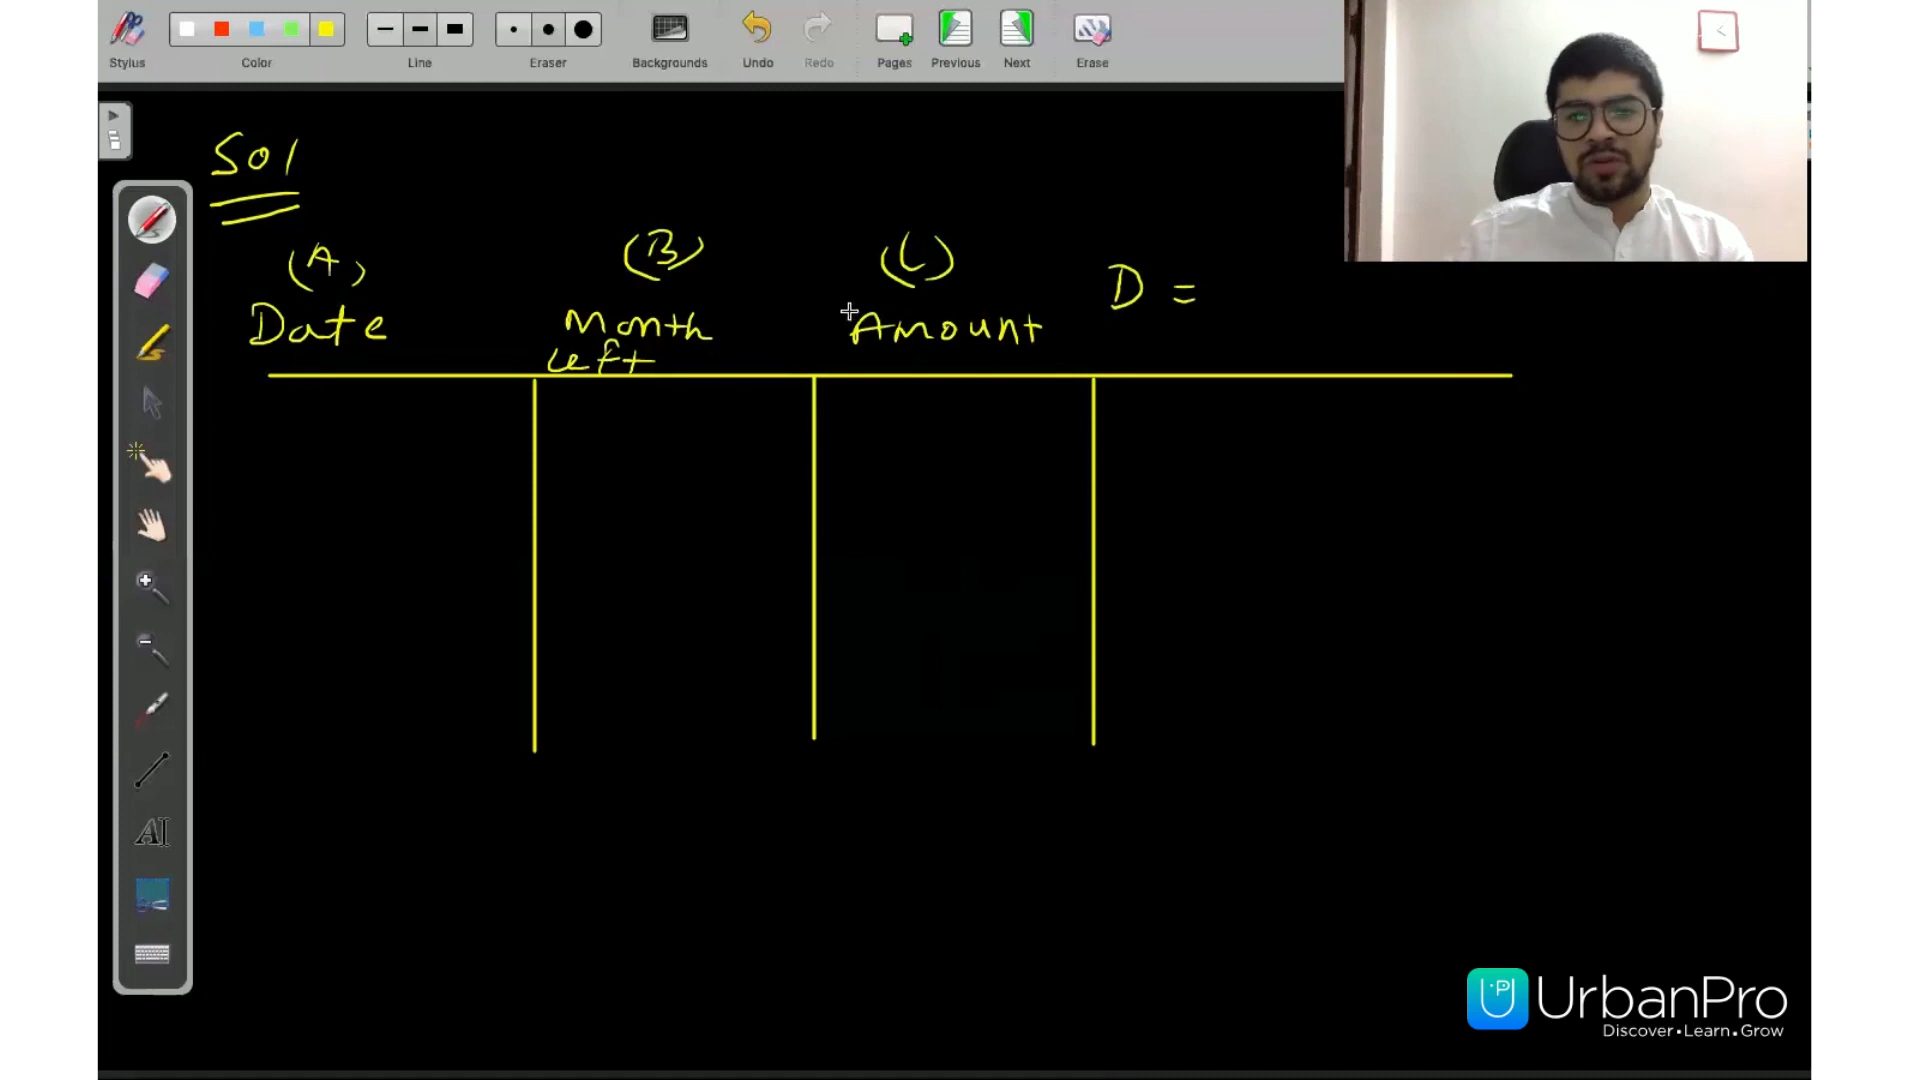 Stylus Color Line Eraser Backgrounds Undo Redo Pages Previous Next Erase
Sol
(A) (B) (C) D =
Date Month left Amount
AI
UrbanPro
Discover•Learn•Grow